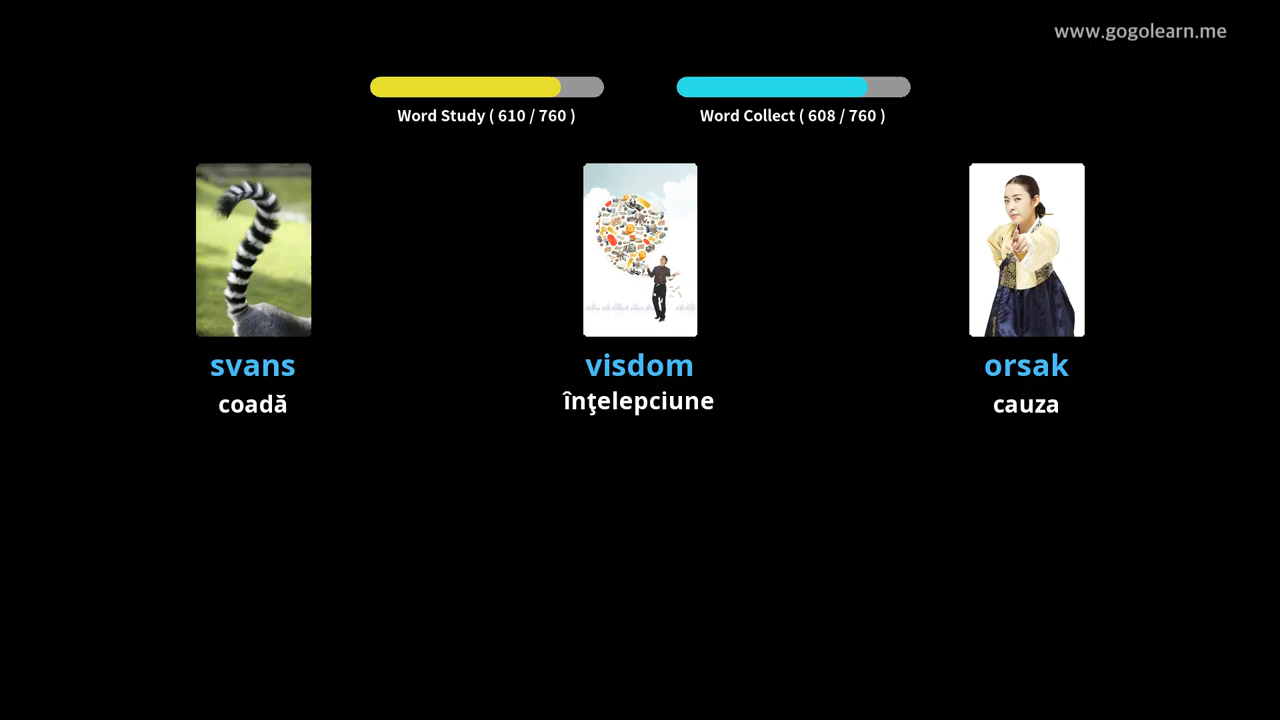 www.gogolearn.me
Word Study ( 610 / 760 )
Word Collect ( 608 / 760 )
svans
visdom
orsak
coadă
înţelepciune
cauza